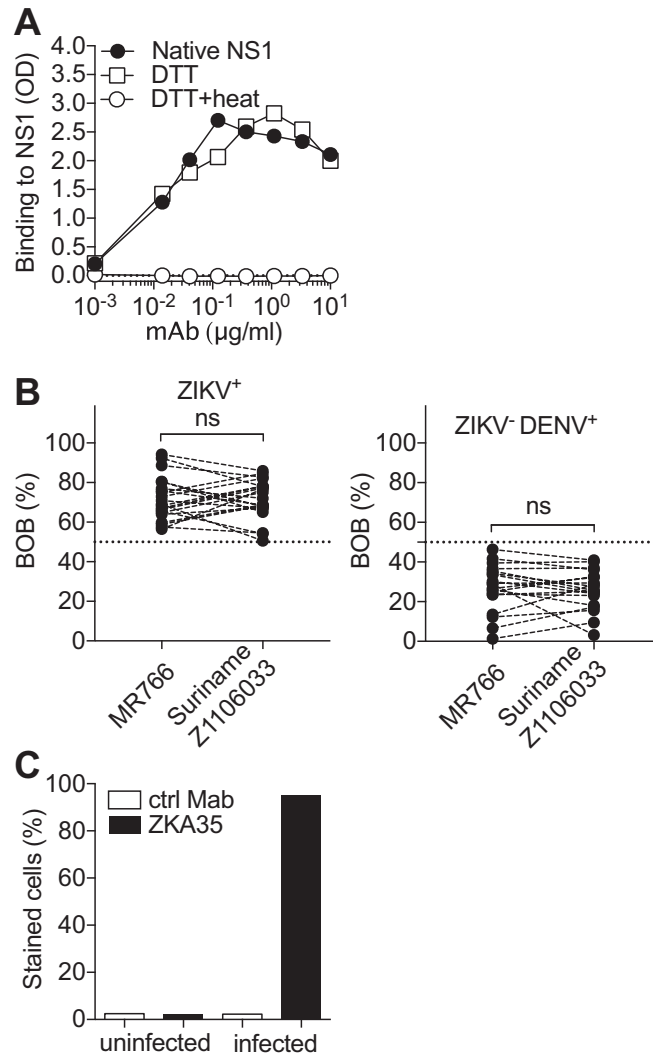 A
Binding to NS1 (OD)
4.0
3.5
3.0
2.5
2.0
1.5
1.0
0.5
0.0
Native NS1
DTT
DTT+heat
10-3 10-2 10-1 100 101
mAb (µg/ml)
B
ZIKV+
ns
BOB (%)
100
80
60
40
20
0
MR766
Suriname
Z1106033
ZIKV- DENV+
ns
BOB (%)
100
80
60
40
20
0
MR766
Suriname
Z1106033
C
Stained cells (%)
100
80
60
40
20
0
ctrl Mab
ZKA35
uninfected infected